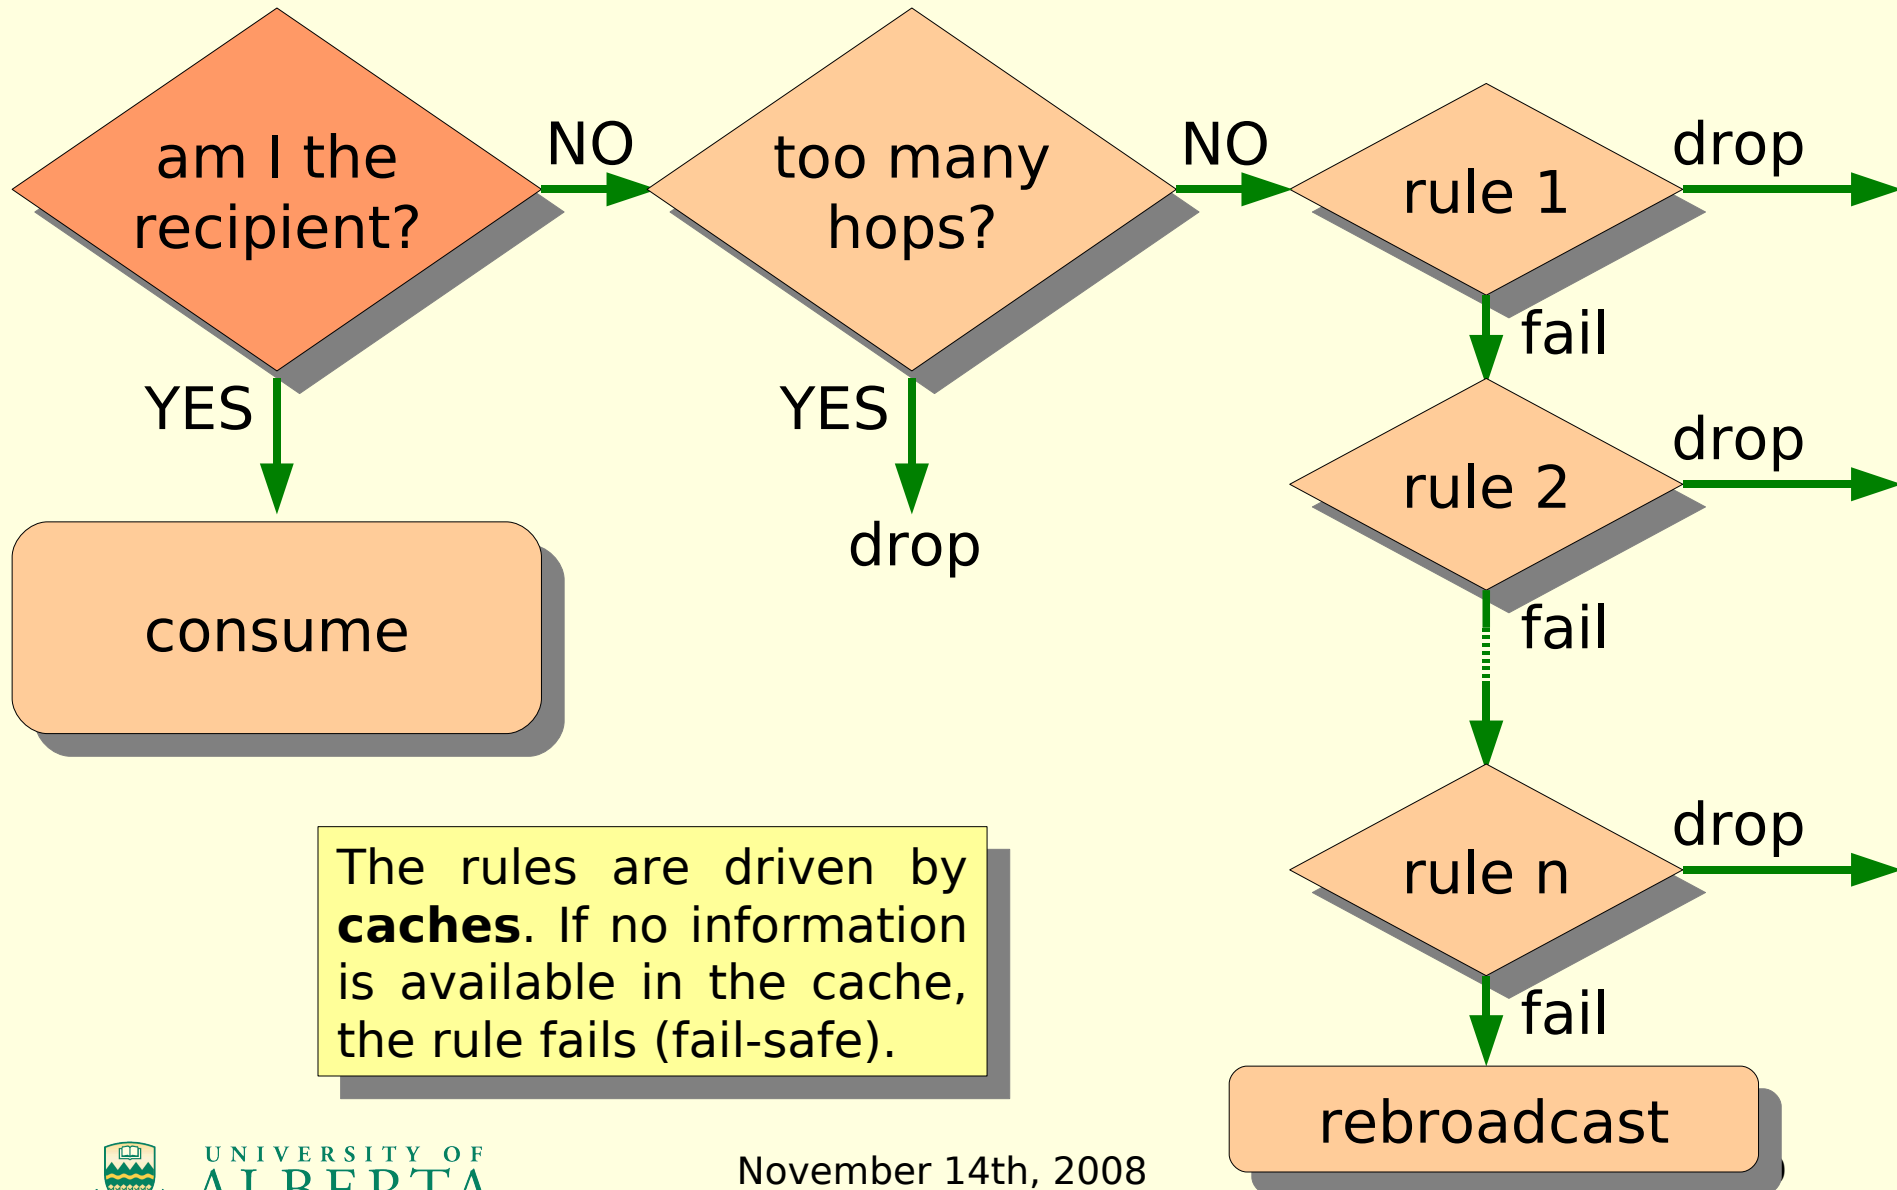 am I the
recipient?
NO
too many
hops?
NO
rule 1
drop
fail
YES
YES
rule 2
drop
drop
consume
fail
rule n
drop
The rules are driven by
caches. If no information
is available in the cache,
the rule fails (fail-safe).
fail
rebroadcast
UNIVERSITY OF
ALBERTA
November 14th, 2008